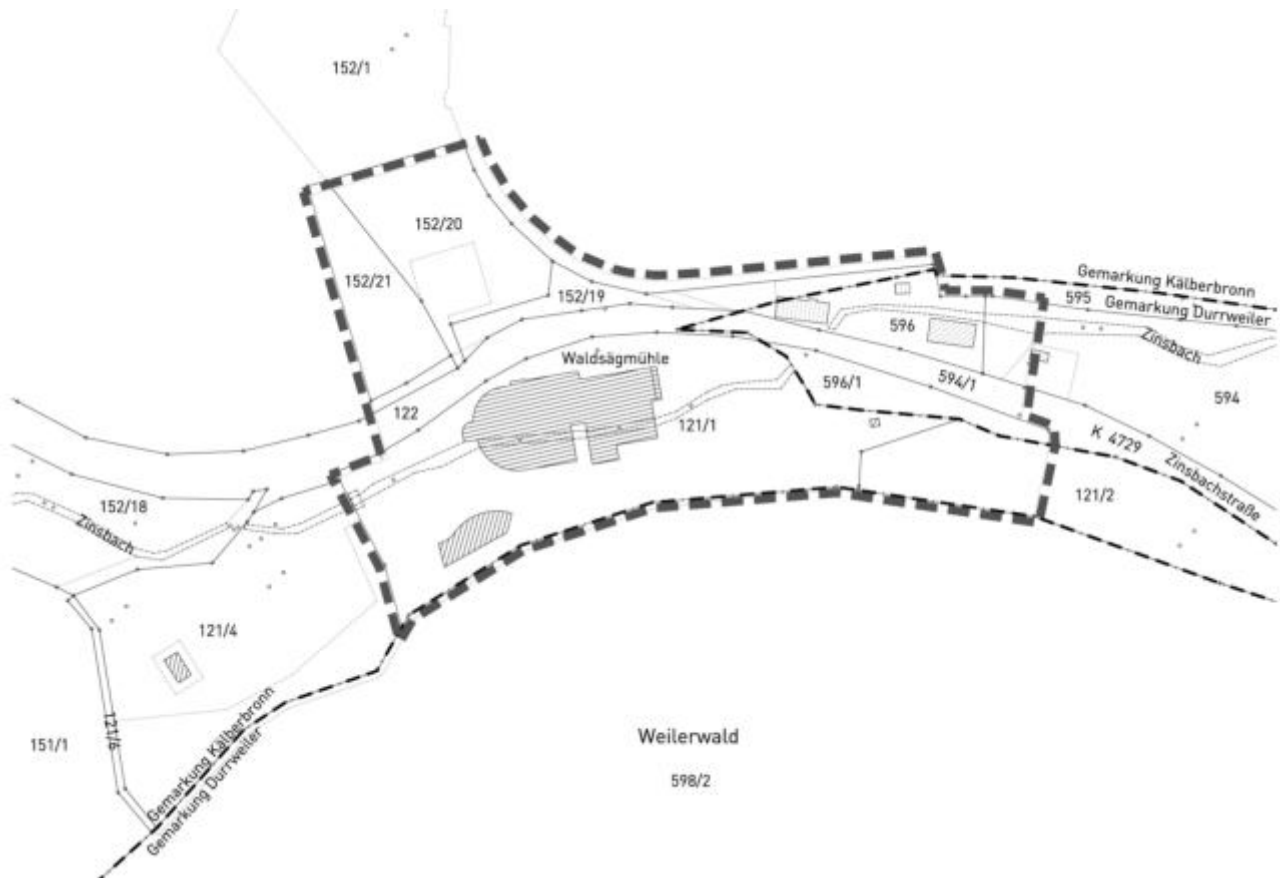 152/1
152/20
152/21
152/19
Gemarkung Kälberbronn
595
Gemarkung Durrweiler
596
Zinsbach
Waldsägmühle
596/1
594/1
594
122
121/1
K 4729
Zinsbachstraße
121/2
152/18
Zinsbach
121/4
151/1
121/6
Gemarkung Kälberbronn
Gemarkung Durrweiler
Weilerwald
598/2